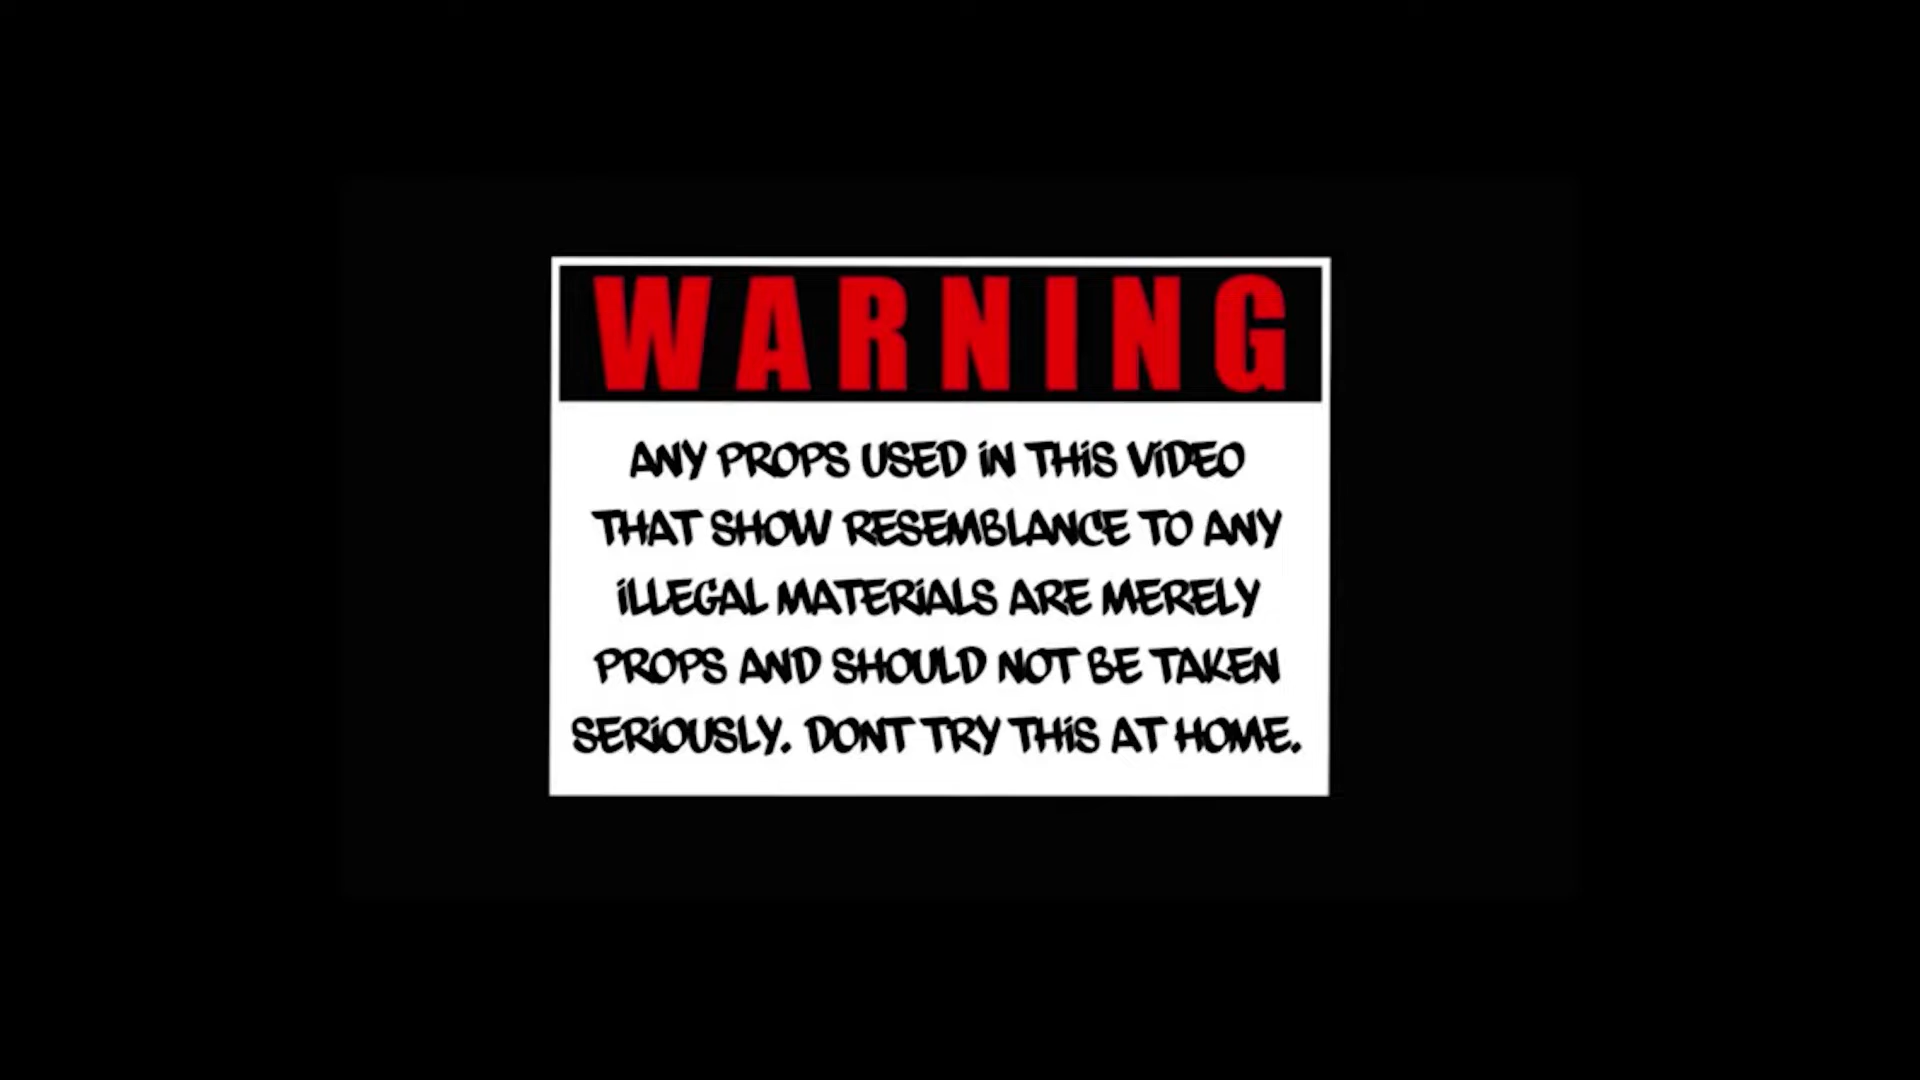 WARNING
ANY PROPS USED iN THiS ViDEO
THAT SHOW RESEMBLANCE TO ANY
iLLEGAL MATERiALS ARE MERELY
PROPS AND SHOULD NOT BE TAKEN
SERiOUSLY. DONT TRY THiS AT HOME.